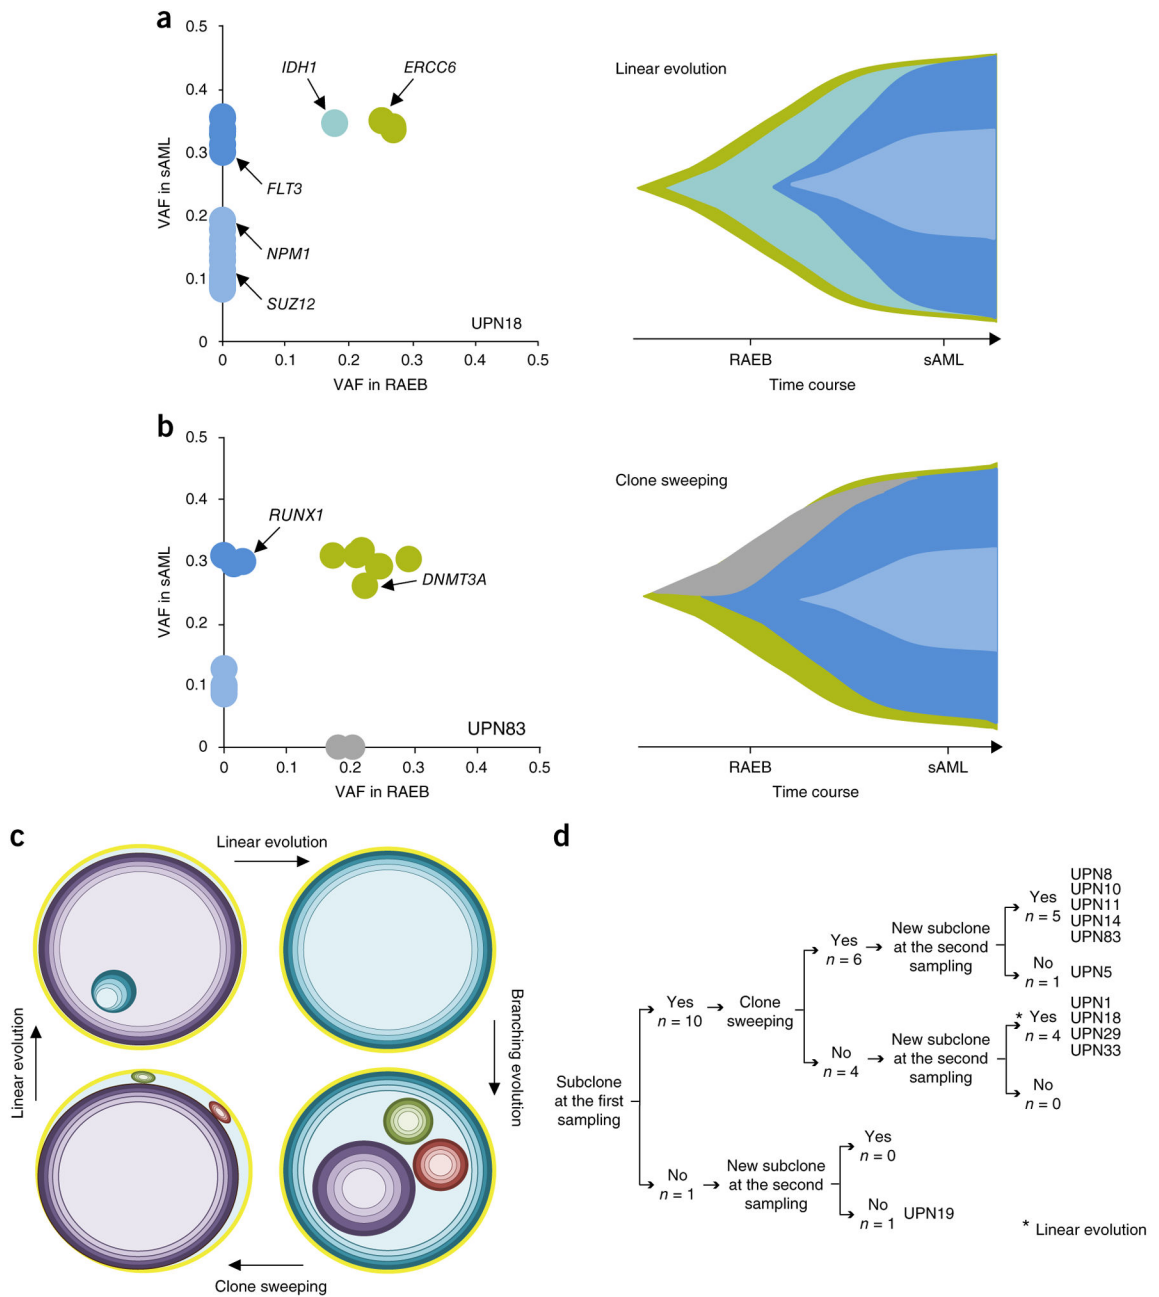 a
0.5
0.4
0.3
0.2
0.1
0
0
0.1
0.2
0.3
0.4
0.5
VAF in sAML
VAF in RAEB
IDH1
ERCC6
FLT3
NPM1
SUZ12
UPN18
Linear evolution
RAEB
sAML
Time course
b
0.5
0.4
0.3
0.2
0.1
0
0
0.1
0.2
0.3
0.4
0.5
VAF in sAML
VAF in RAEB
RUNX1
DNMT3A
UPN83
Clone sweeping
RAEB
sAML
Time course
c
Linear evolution
Linear evolution
Branching evolution
Clone sweeping
d
Subclone
at the first
sampling
Yes
n = 10
Clone
sweeping
Yes
n = 6
New subclone
at the second
sampling
Yes
n = 5
UPN8
UPN10
UPN11
UPN14
UPN83
No
n = 1
UPN5
No
n = 4
New subclone
at the second
sampling
* Yes
n = 4
UPN1
UPN18
UPN29
UPN33
No
n = 0
No
n = 1
New subclone
at the second
sampling
Yes
n = 0
No
n = 1
UPN19
* Linear evolution